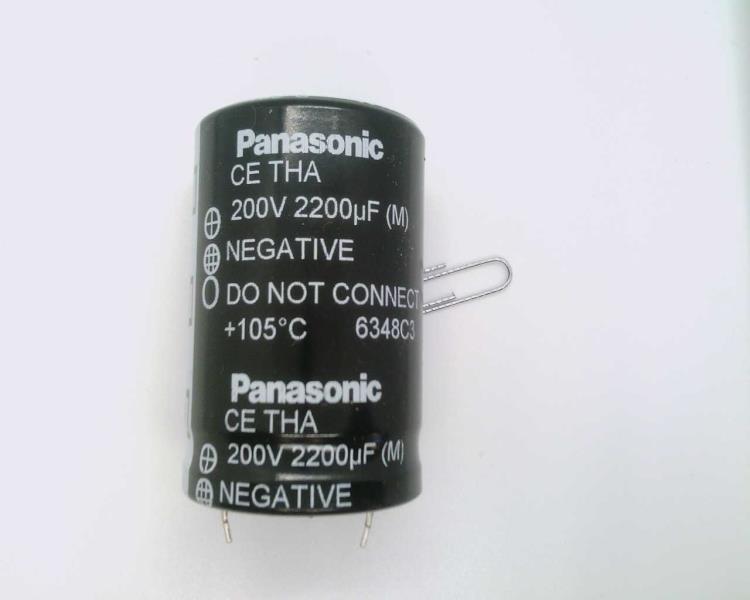 Panasonic
CE THA
200V 2200µF (M)
NEGATIVE
DO NOT CONNECT
+105°C 6348C3
Panasonic
CE THA
200V 2200µF (M)
NEGATIVE